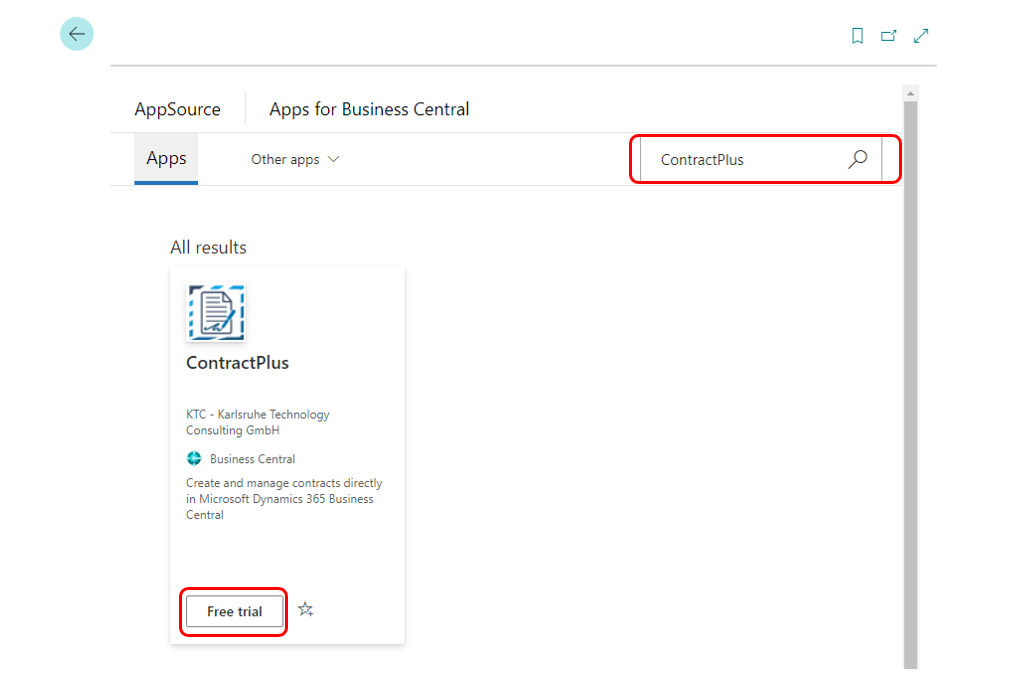 AppSource
Apps for Business Central
Apps
Other apps
ContractPlus
All results
ContractPlus
KTC - Karlsruhe Technology
Consulting GmbH
Business Central
Create and manage contracts directly
in Microsoft Dynamics 365 Business
Central
Free trial